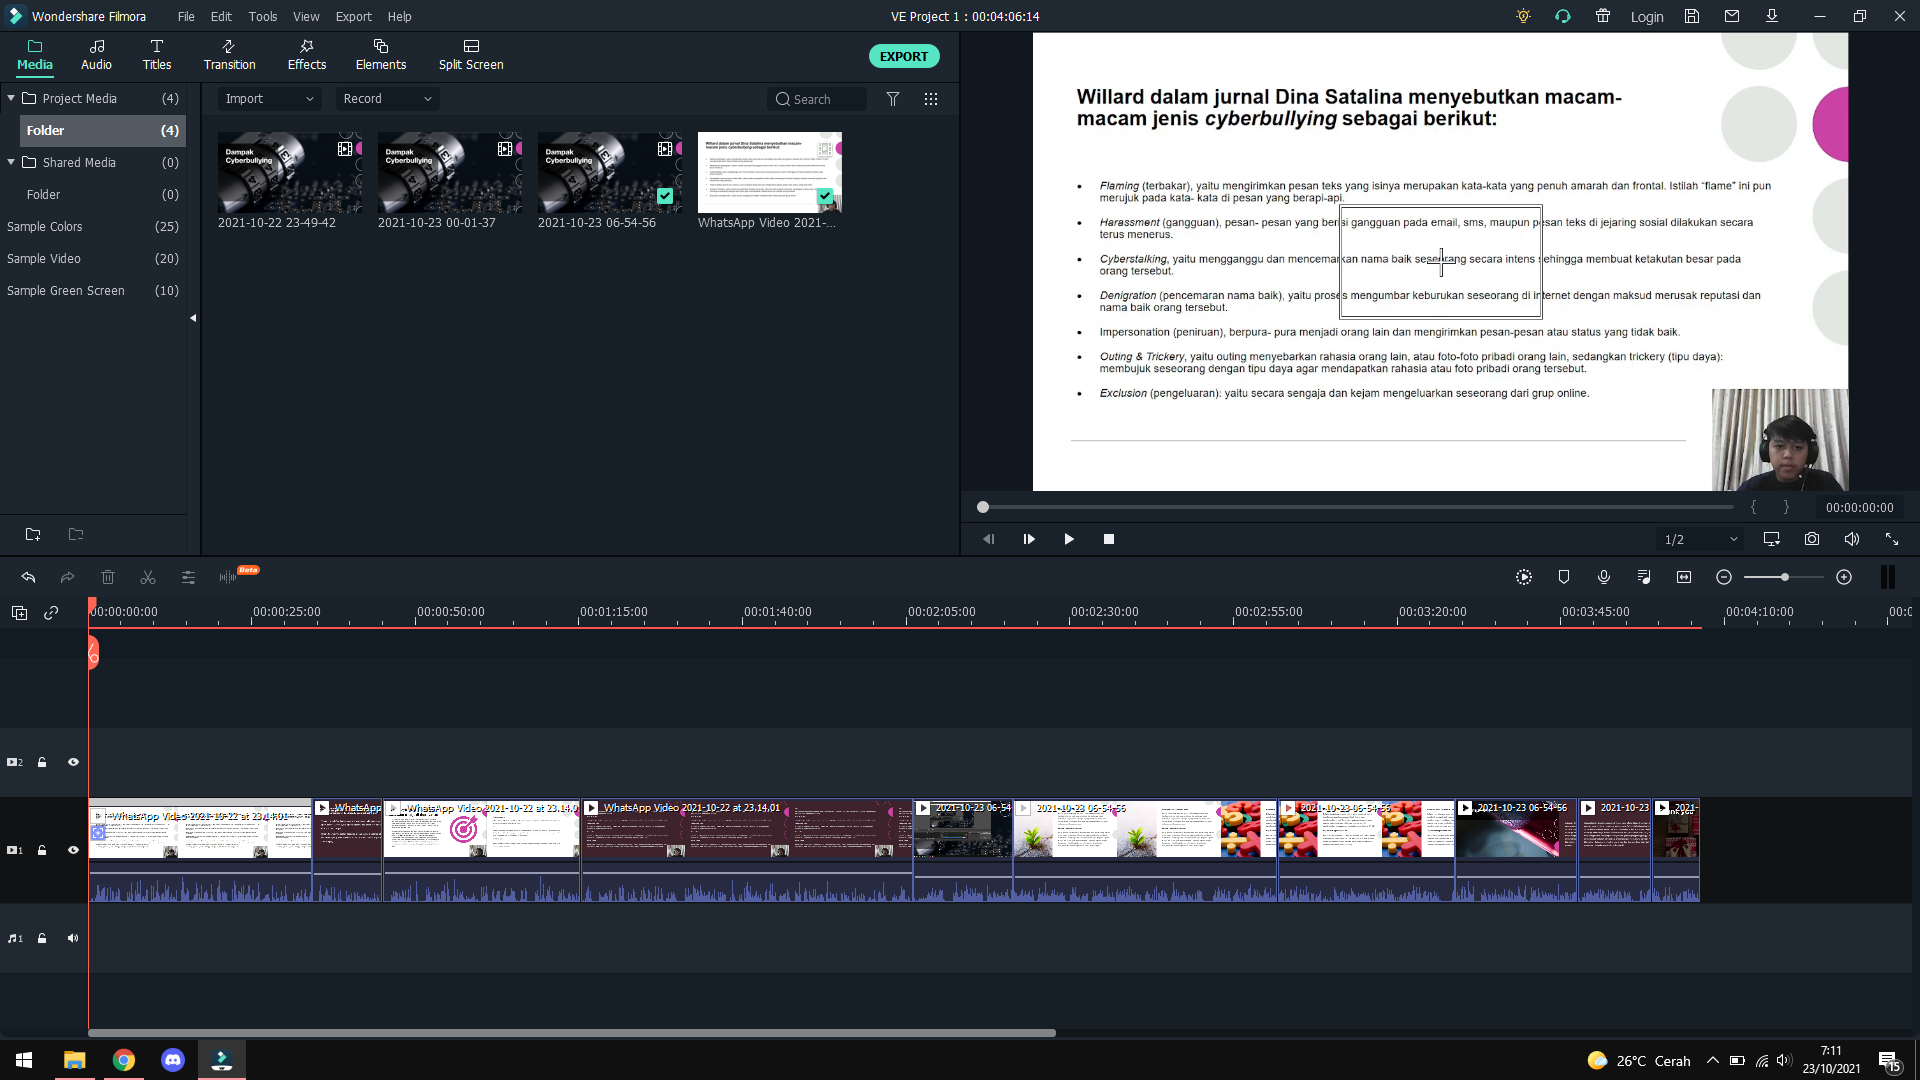 Wondershare Filmora File Edit Tools View Export Help VE Project 1 : 00:04:06:14 Login
Media Audio Titles Transition Effects Elements Split Screen EXPORT
Project Media (4)
Folder (4)
Shared Media (0)
Folder (0)
Sample Colors (25)
Sample Video (20)
Sample Green Screen (10)
Import Record Search
Dampak
Cyberbullying
Dampak
Cyberbullying
Dampak
Cyberbullying
2021-10-22 23-49-42 2021-10-23 00-01-37 2021-10-23 06-54-56 WhatsApp Video 2021-...
Willard dalam jurnal Dina Satalina menyebutkan macam-
macam jenis cyberbullying sebagai berikut:
• Flaming (terbakar), yaitu mengirimkan pesan teks yang isinya merupakan kata-kata yang penuh amarah dan frontal. Istilah "flame" ini pun
merujuk pada kata- kata di pesan yang berapi-api.
• Harassment (gangguan), pesan- pesan yang berisi gangguan pada email, sms, maupun pesan teks di jejaring sosial dilakukan secara
terus menerus.
• Cyberstalking, yaitu mengganggu dan mencemarkan nama baik seseorang secara intens sehingga membuat ketakutan besar pada
orang tersebut.
• Denigration (pencemaran nama baik), yaitu proses mengumbar keburukan seseorang di internet dengan maksud merusak reputasi dan
nama baik orang tersebut.
• Impersonation (peniruan), berpura- pura menjadi orang lain dan mengirimkan pesan-pesan atau status yang tidak baik.
• Outing & Trickery, yaitu outing menyebarkan rahasia orang lain, atau foto-foto pribadi orang lain, sedangkan trickery (tipu daya):
membujuk seseorang dengan tipu daya agar mendapatkan rahasia atau foto pribadi orang tersebut.
• Exclusion (pengeluaran): yaitu secara sengaja dan kejam mengeluarkan seseorang dari grup online.
{ } 00:00:00:00
1/2
Beta
00:00:00:00 00:00:25:00 00:00:50:00 00:01:15:00 00:01:40:00 00:02:05:00 00:02:30:00 00:02:55:00 00:03:20:00 00:03:45:00 00:04:10:00 00:0
2
WhatsApp Video 2021-10-22 at 23.14.01 WhatsApp WhatsApp Video 2021-10-22 at 23.14.0 WhatsApp Video 2021-10-22 at 23.14.01 2021-10-23 06-54 2021-10-23 06-54-56 2021-10-23 06-54-56 2021-10-23 06-54-56 2021-10-23 2021-
1
1
26°C Cerah
7:11
23/10/2021
15